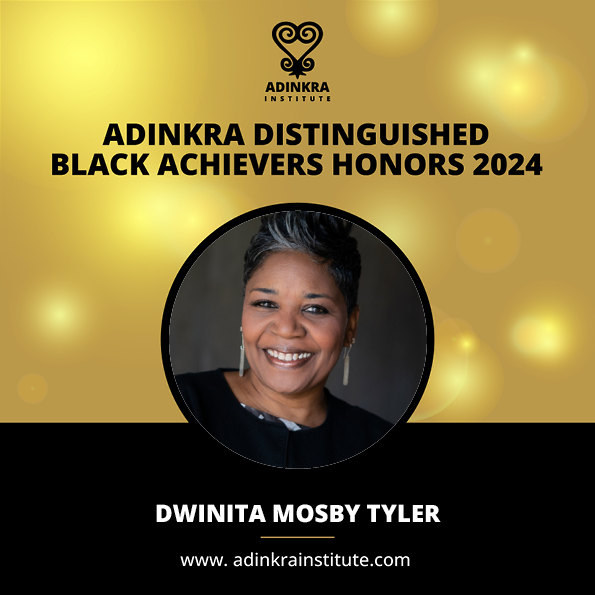 ADINKRA
INSTITUTE
ADINKRA DISTINGUISHED
BLACK ACHIEVERS HONORS 2024
DWINITA MOSBY TYLER
www. adinkrainstitute.com